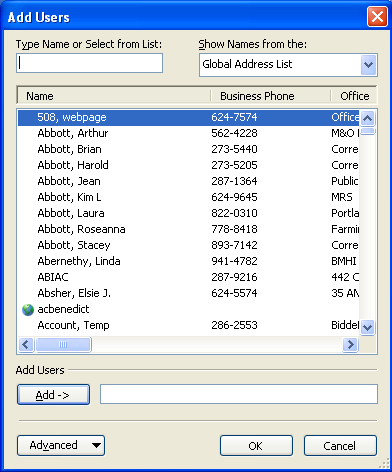 Add Users
Type Name or Select from List: Show Names from the:
Global Address List
Name Business Phone Office
508, webpage 624-7574 Office
Abbott, Arthur 562-4228 M&O
Abbott, Brian 273-5440 Corre
Abbott, Harold 273-5205 Corre
Abbott, Jean 287-1364 Public
Abbott, Kim L 624-9645 MRS
Abbott, Laura 822-0310 Portla
Abbott, Roseanna 778-8418 Farmin
Abbott, Stacey 893-7142 Corre
Abernethy, Linda 941-4782 BMHI
ABIAC 287-9216 442 C
Absher, Elsie J. 624-5574 35 AN
acbenedict
Account, Temp 286-2553 Bidde
Add Users
Add ->
Advanced OK Cancel